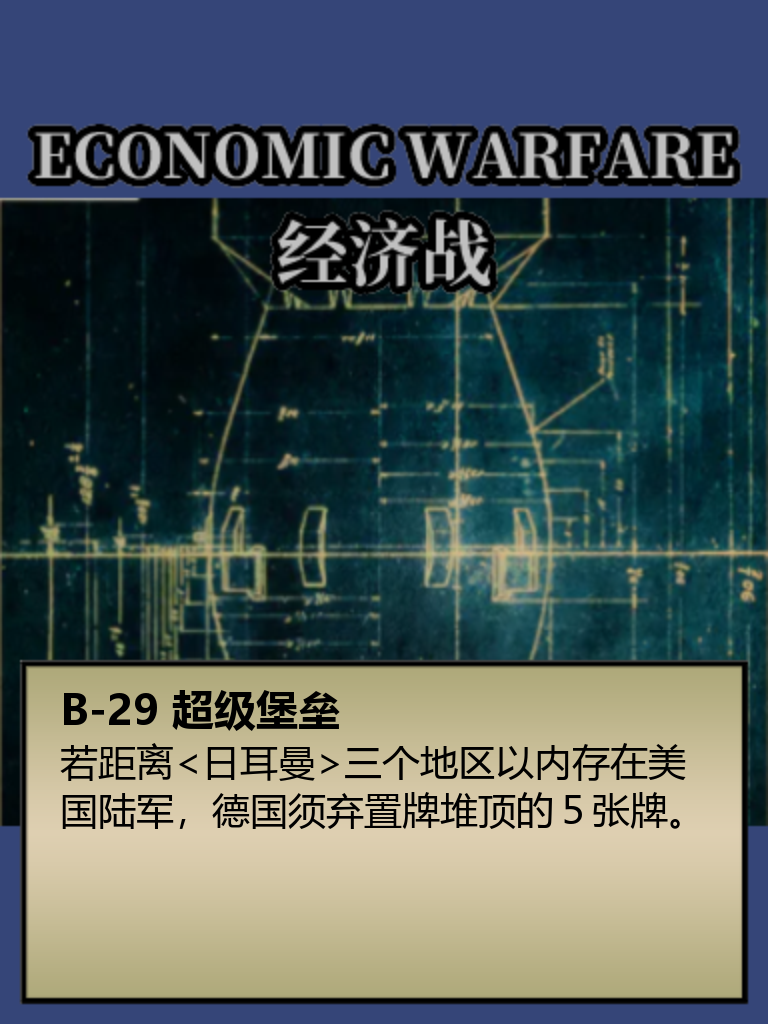 ECONOMIC WARFARE
经济战
B-29 超级堡垒
若距离<日耳曼>三个地区以内存在美
国陆军，德国须弃置牌堆顶的 5 张牌。